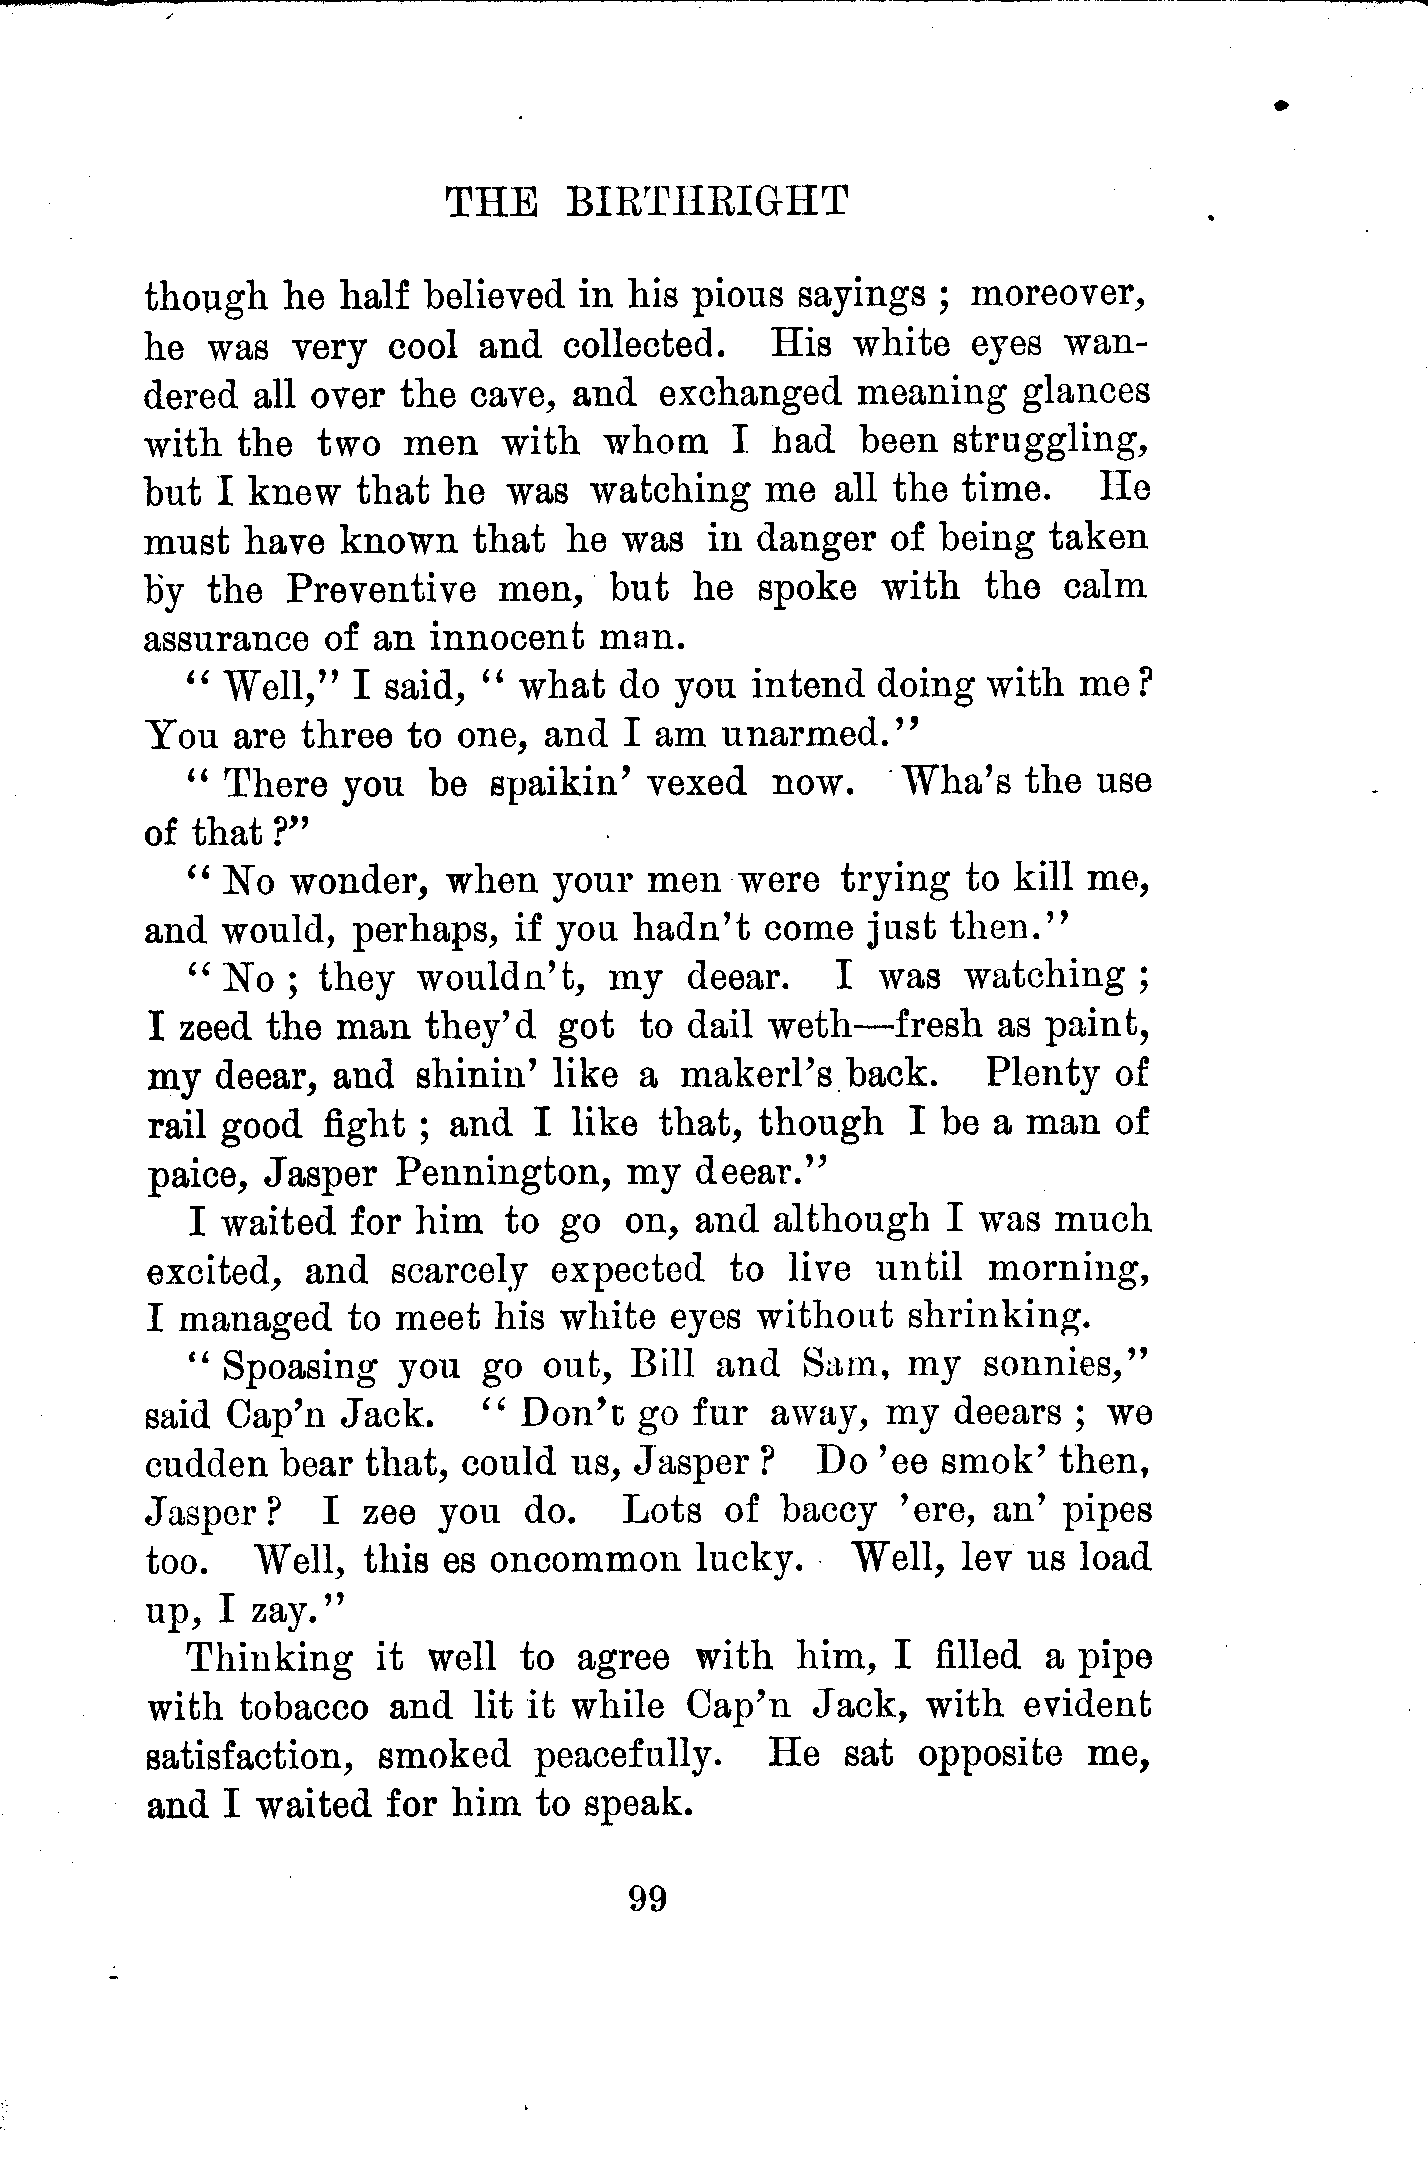 THE BIRTHRIGHT
though he half believed in his pious sayings ; moreover,
he was very cool and collected. His white eyes wan-
dered all over the cave, and exchanged meaning glances
with the two men with whom I had been struggling,
but I knew that he was watching me all the time. He
must have known that he was in danger of being taken
by the Preventive men, but he spoke with the calm
assurance of an innocent man.
“ Well,” I said, “ what do you intend doing with me ?
You are three to one, and I am unarmed.”
“ There you be spaikin’ vexed now. Wha’s the use
of that ?”
“ No wonder, when your men were trying to kill me,
and would, perhaps, if you hadn’t come just then.”
“ No ; they wouldn’t, my deear. I was watching ;
I zeed the man they’d got to dail weth—fresh as paint,
my deear, and shinin’ like a makerl’s back. Plenty of
rail good fight ; and I like that, though I be a man of
paice, Jasper Pennington, my deear.”
I waited for him to go on, and although I was much
excited, and scarcely expected to live until morning,
I managed to meet his white eyes without shrinking.
“ Spoasing you go out, Bill and Sam, my sonnies,”
said Cap’n Jack. “ Don’t go fur away, my deears ; we
cudden bear that, could us, Jasper ? Do ’ee smok’ then,
Jasper ? I zee you do. Lots of baccy ’ere, an’ pipes
too. Well, this es oncommon lucky. Well, lev us load
up, I zay.”
Thinking it well to agree with him, I filled a pipe
with tobacco and lit it while Cap’n Jack, with evident
satisfaction, smoked peacefully. He sat opposite me,
and I waited for him to speak.
99